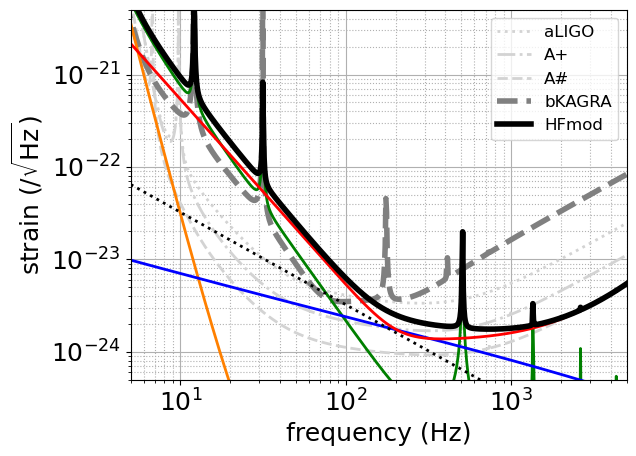 aLIGO
A+
A#
bKAGRA
HFmod
10⁻²¹
10⁻²²
10⁻²³
10⁻²⁴
strain (/√Hz)
10¹ 10² 10³
frequency (Hz)